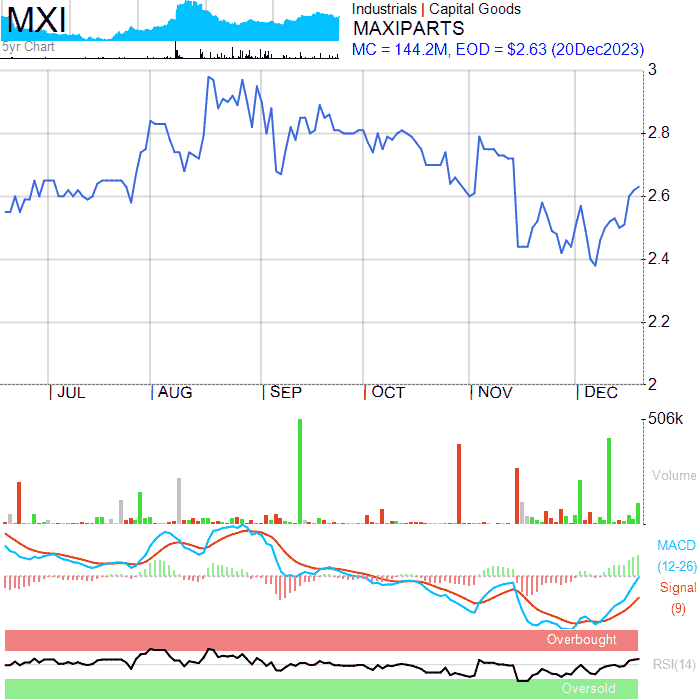 MXI
5yr Chart
Industrials | Capital Goods
MAXIPARTS
MC = 144.2M, EOD = $2.63 (20Dec2023)
3
2.8
2.6
2.4
2.2
2
JUL AUG SEP OCT NOV DEC
506k
Volume
MACD
(12-26)
Signal
(9)
Overbought
RSI(14)
Oversold